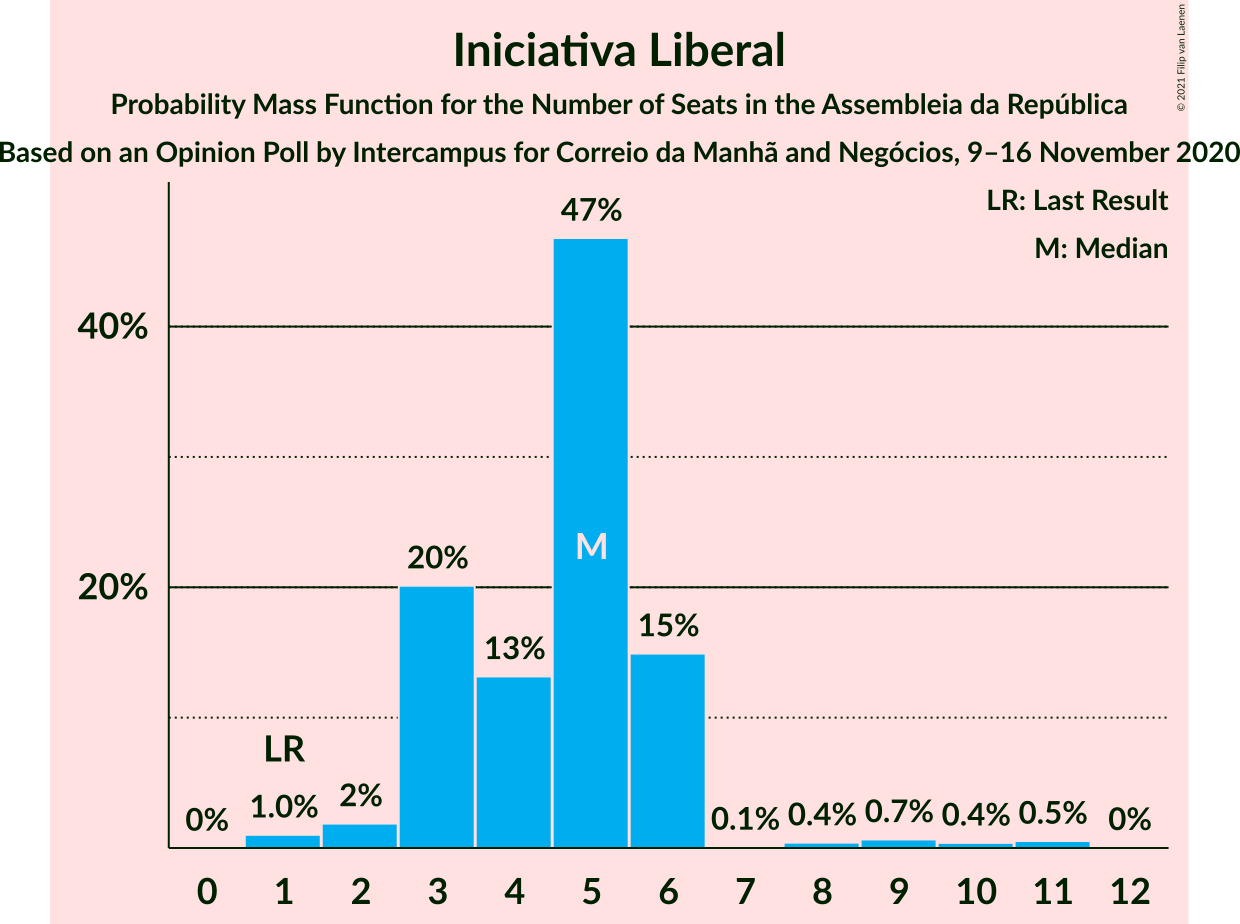 Iniciativa Liberal
Probability Mass Function for the Number of Seats in the Assembleia da República
Based on an Opinion Poll by Intercampus for Correio da Manhã and Negócios, 9–16 November 2020
© 2021 Filip van Laenen
LR: Last Result
M: Median
47%
40%
M
20%
20%
15%
13%
LR
0% 1.0% 2% 0.1% 0.4% 0.7% 0.4% 0.5% 0%
0 1 2 3 4 5 6 7 8 9 10 11 12